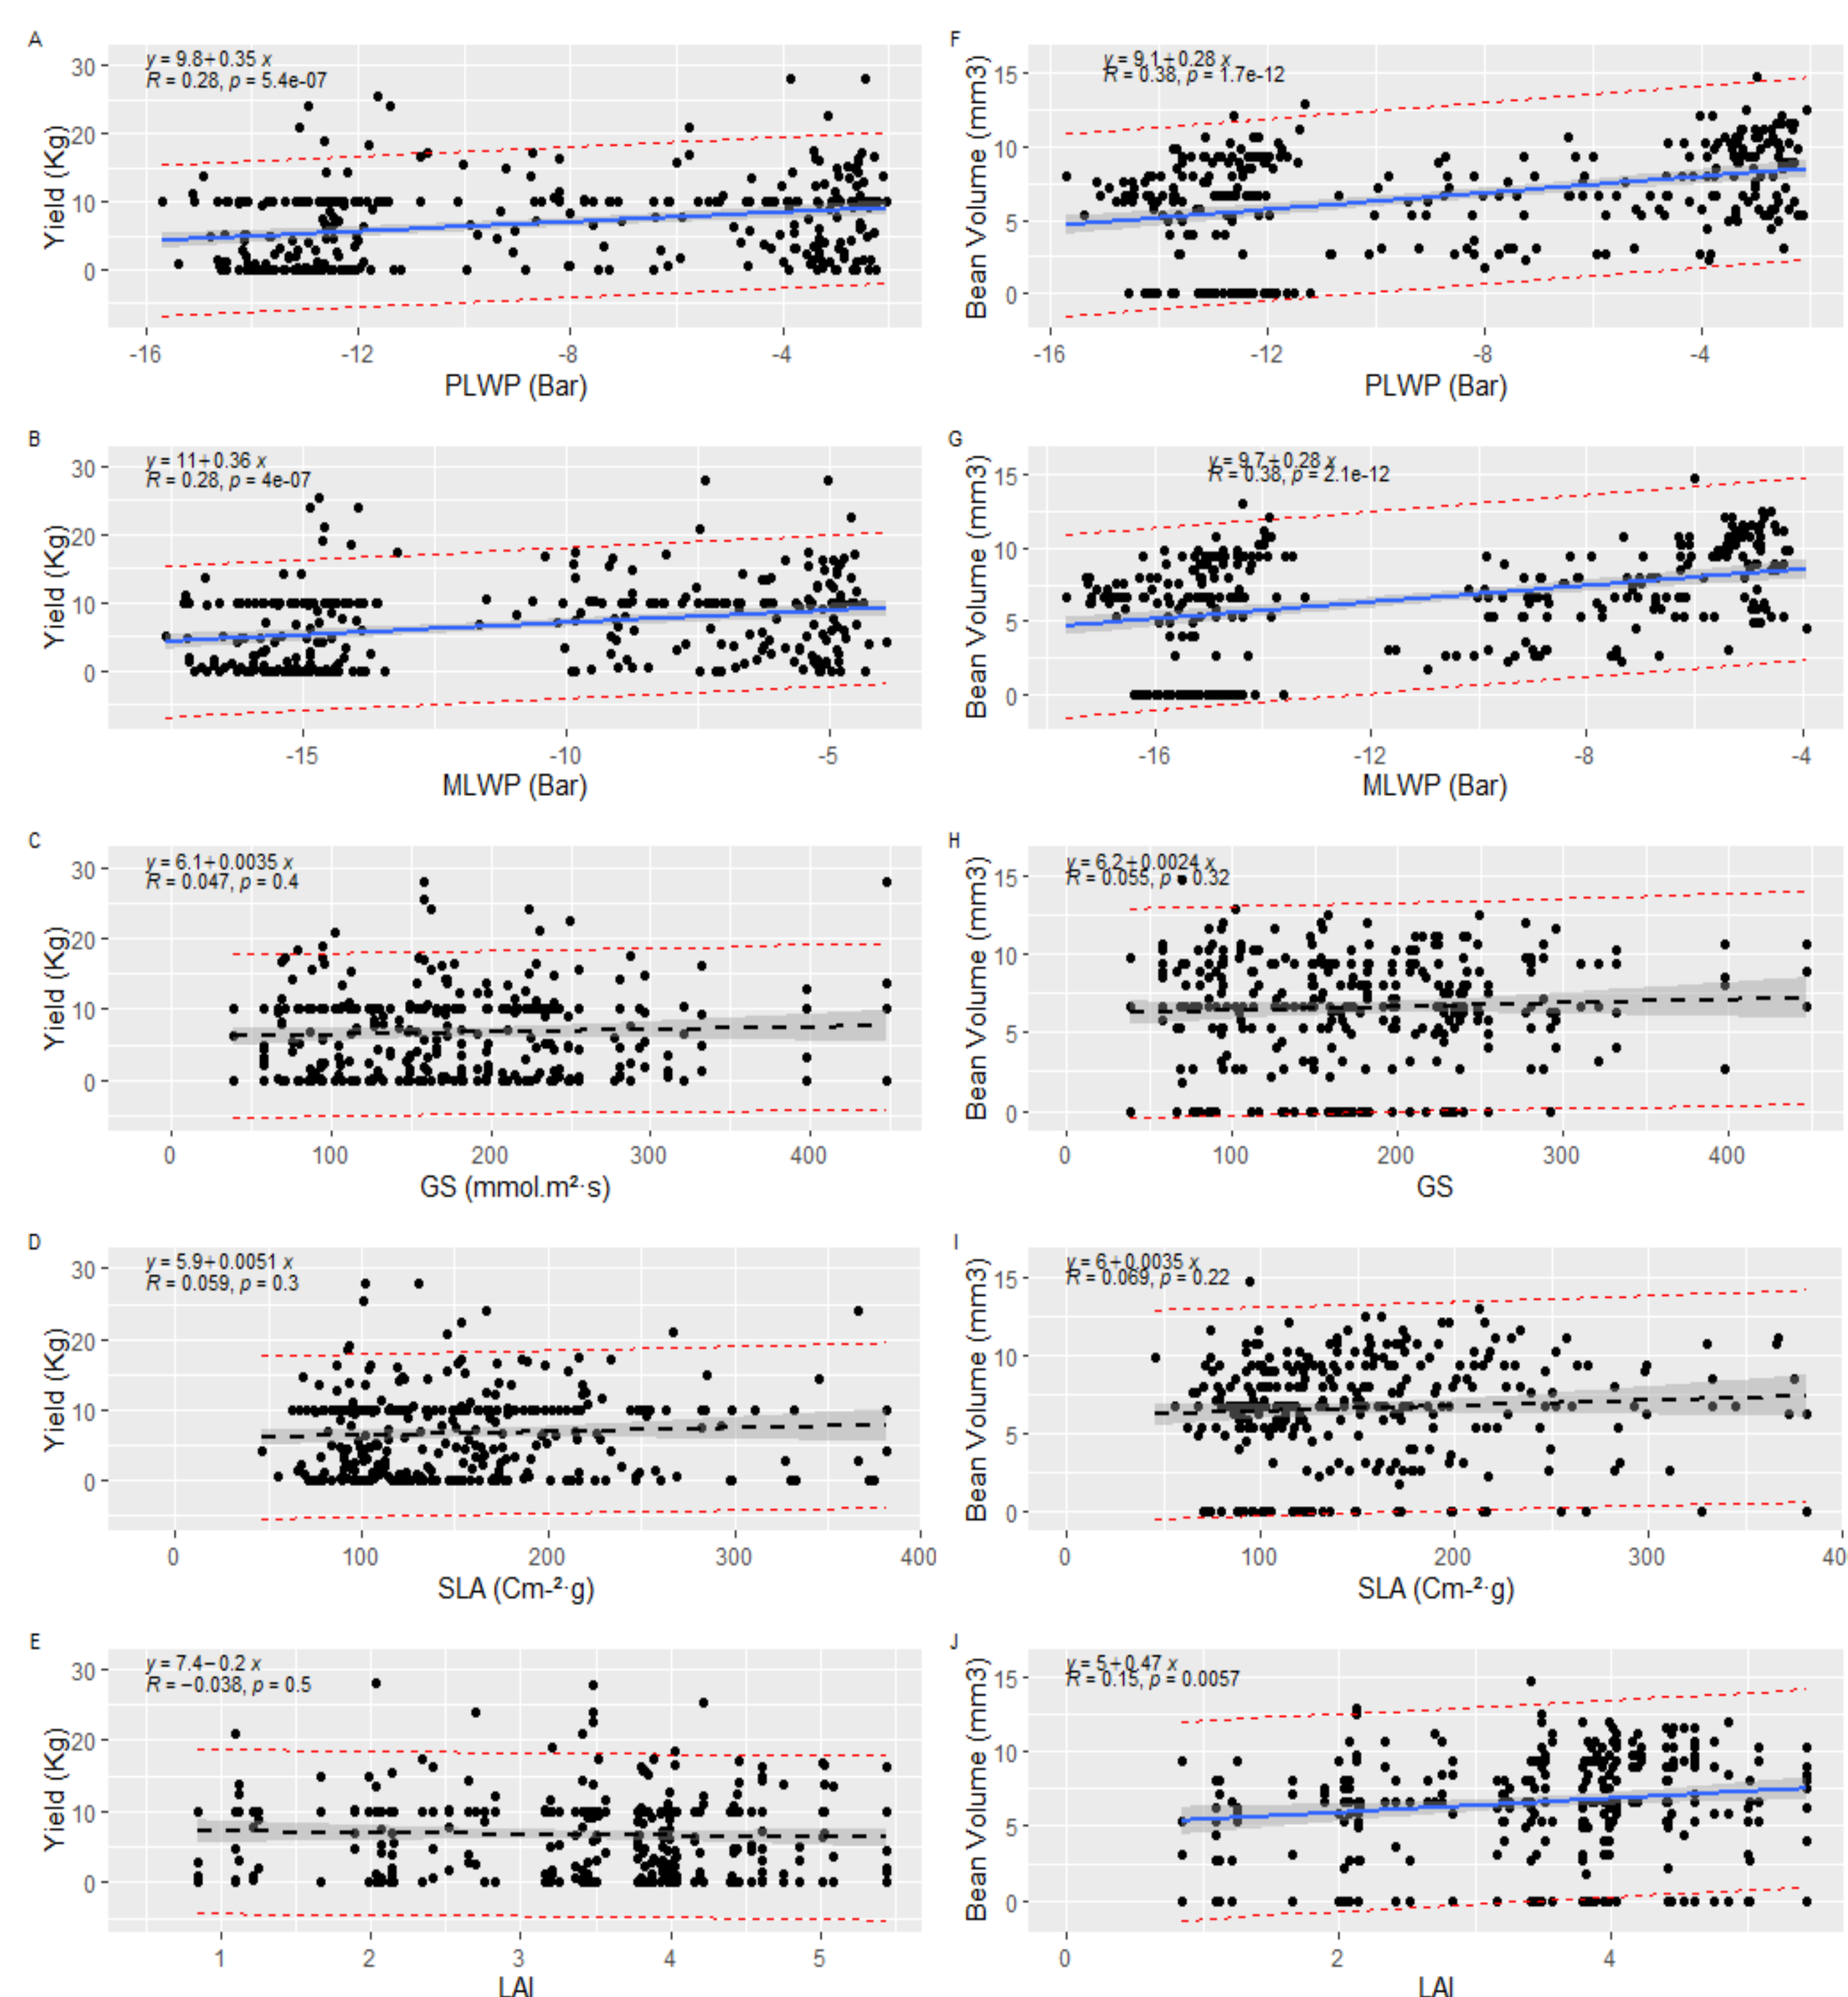 A
y = 9.8+0.35 x
R = 0.28, p = 5.4e-07
Yield (Kg)
30
20
10
0
-16 -12 -8 -4
PLWP (Bar)
F
y = 9.1+0.28 x
R = 0.38, p = 1.7e-12
Bean Volume (mm3)
15
10
5
0
-16 -12 -8 -4
PLWP (Bar)
B
y = 11+0.36 x
R = 0.28, p = 4e-07
Yield (Kg)
30
20
10
0
-15 -10 -5
MLWP (Bar)
G
y = 9.7+0.28 x
R = 0.38, p = 2.1e-12
Bean Volume (mm3)
15
10
5
0
-16 -12 -8 -4
MLWP (Bar)
C
y = 6.1+0.0035 x
R = 0.047, p = 0.4
Yield (Kg)
30
20
10
0
0 100 200 300 400
GS (mmol.m²·s)
H
y = 6.2+0.0024 x
R = 0.055, p = 0.32
Bean Volume (mm3)
15
10
5
0
0 100 200 300 400
GS
D
y = 5.9+0.0051 x
R = 0.059, p = 0.3
Yield (Kg)
30
20
10
0
0 100 200 300 400
SLA (Cm-²·g)
I
y = 6+0.0035 x
R = 0.069, p = 0.22
Bean Volume (mm3)
15
10
5
0
0 100 200 300 40
SLA (Cm-²·g)
E
y = 7.4−0.2 x
R = −0.038, p = 0.5
Yield (Kg)
30
20
10
0
1 2 3 4 5
LAI
J
y = 5+0.47 x
R = 0.15, p = 0.0057
Bean Volume (mm3)
15
10
5
0
0 2 4
LAI